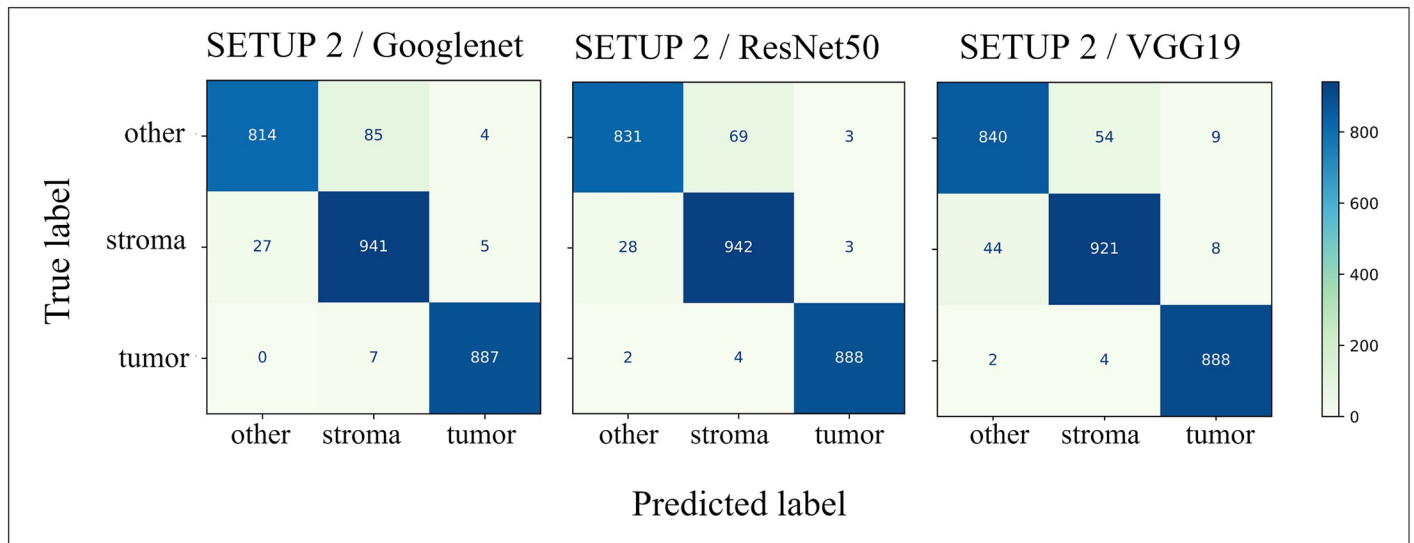 SETUP 2 / Googlenet SETUP 2 / ResNet50 SETUP 2 / VGG19
other 814 85 4 831 69 3 840 54 9 800
600
stroma 27 941 5 28 942 3 44 921 8
400
tumor 0 7 887 2 4 888 2 4 888 200
0
True label
other stroma tumor other stroma tumor other stroma tumor
Predicted label